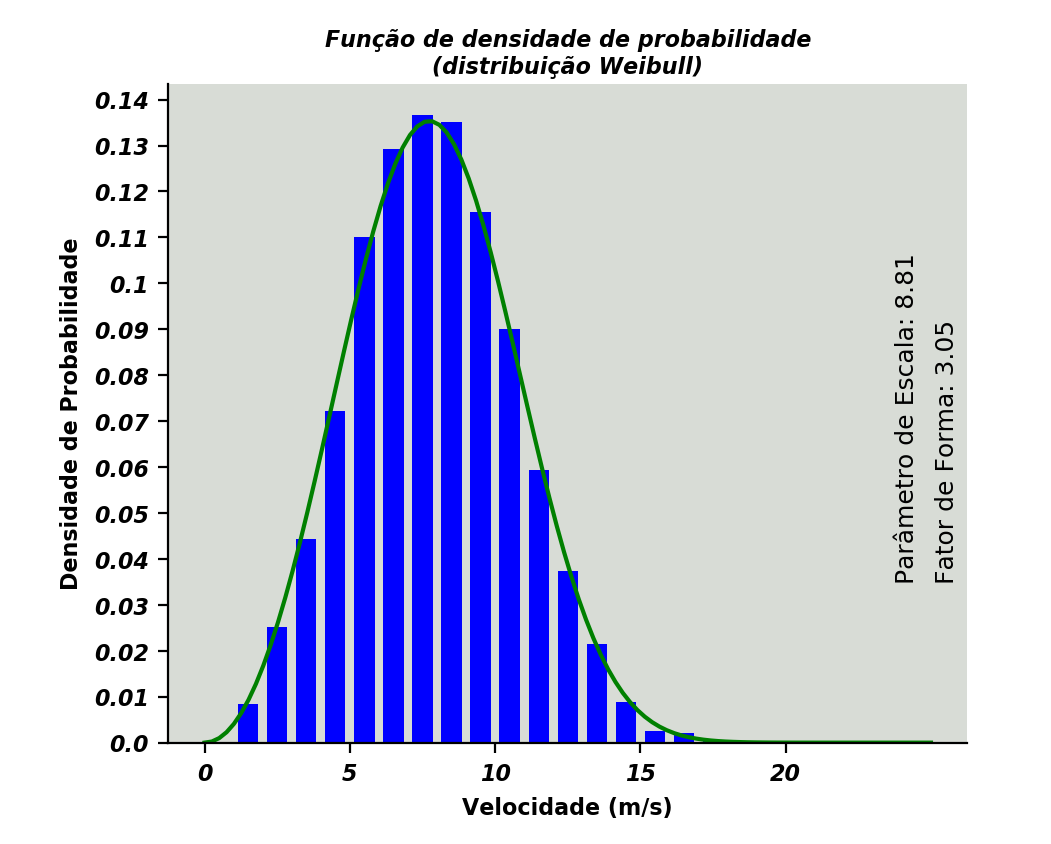 Função de densidade de probabilidade
(distribuição Weibull)
Densidade de Probabilidade
0.14
0.13
0.12
0.11
0.1
0.09
0.08
0.07
0.06
0.05
0.04
0.03
0.02
0.01
0.0
0 5 10 15 20
Velocidade (m/s)
Parâmetro de Escala: 8.81
Fator de Forma: 3.05